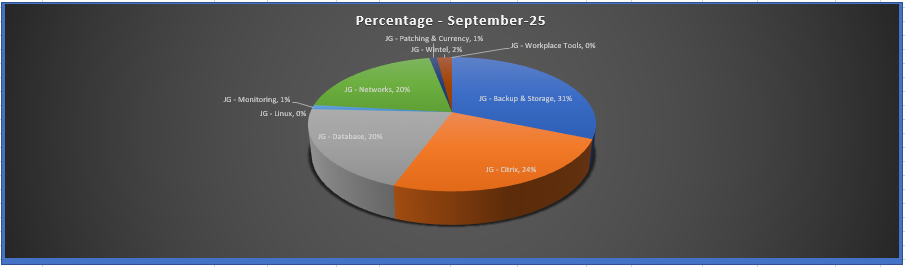 Percentage - September-25
JG - Patching & Currency, 1%
JG - Wintel, 2%
JG - Workplace Tools, 0%
JG - Networks, 20%
JG - Backup & Storage, 31%
JG - Monitoring, 1%
JG - Linux, 0%
JG - Database, 20%
JG - Citrix, 24%